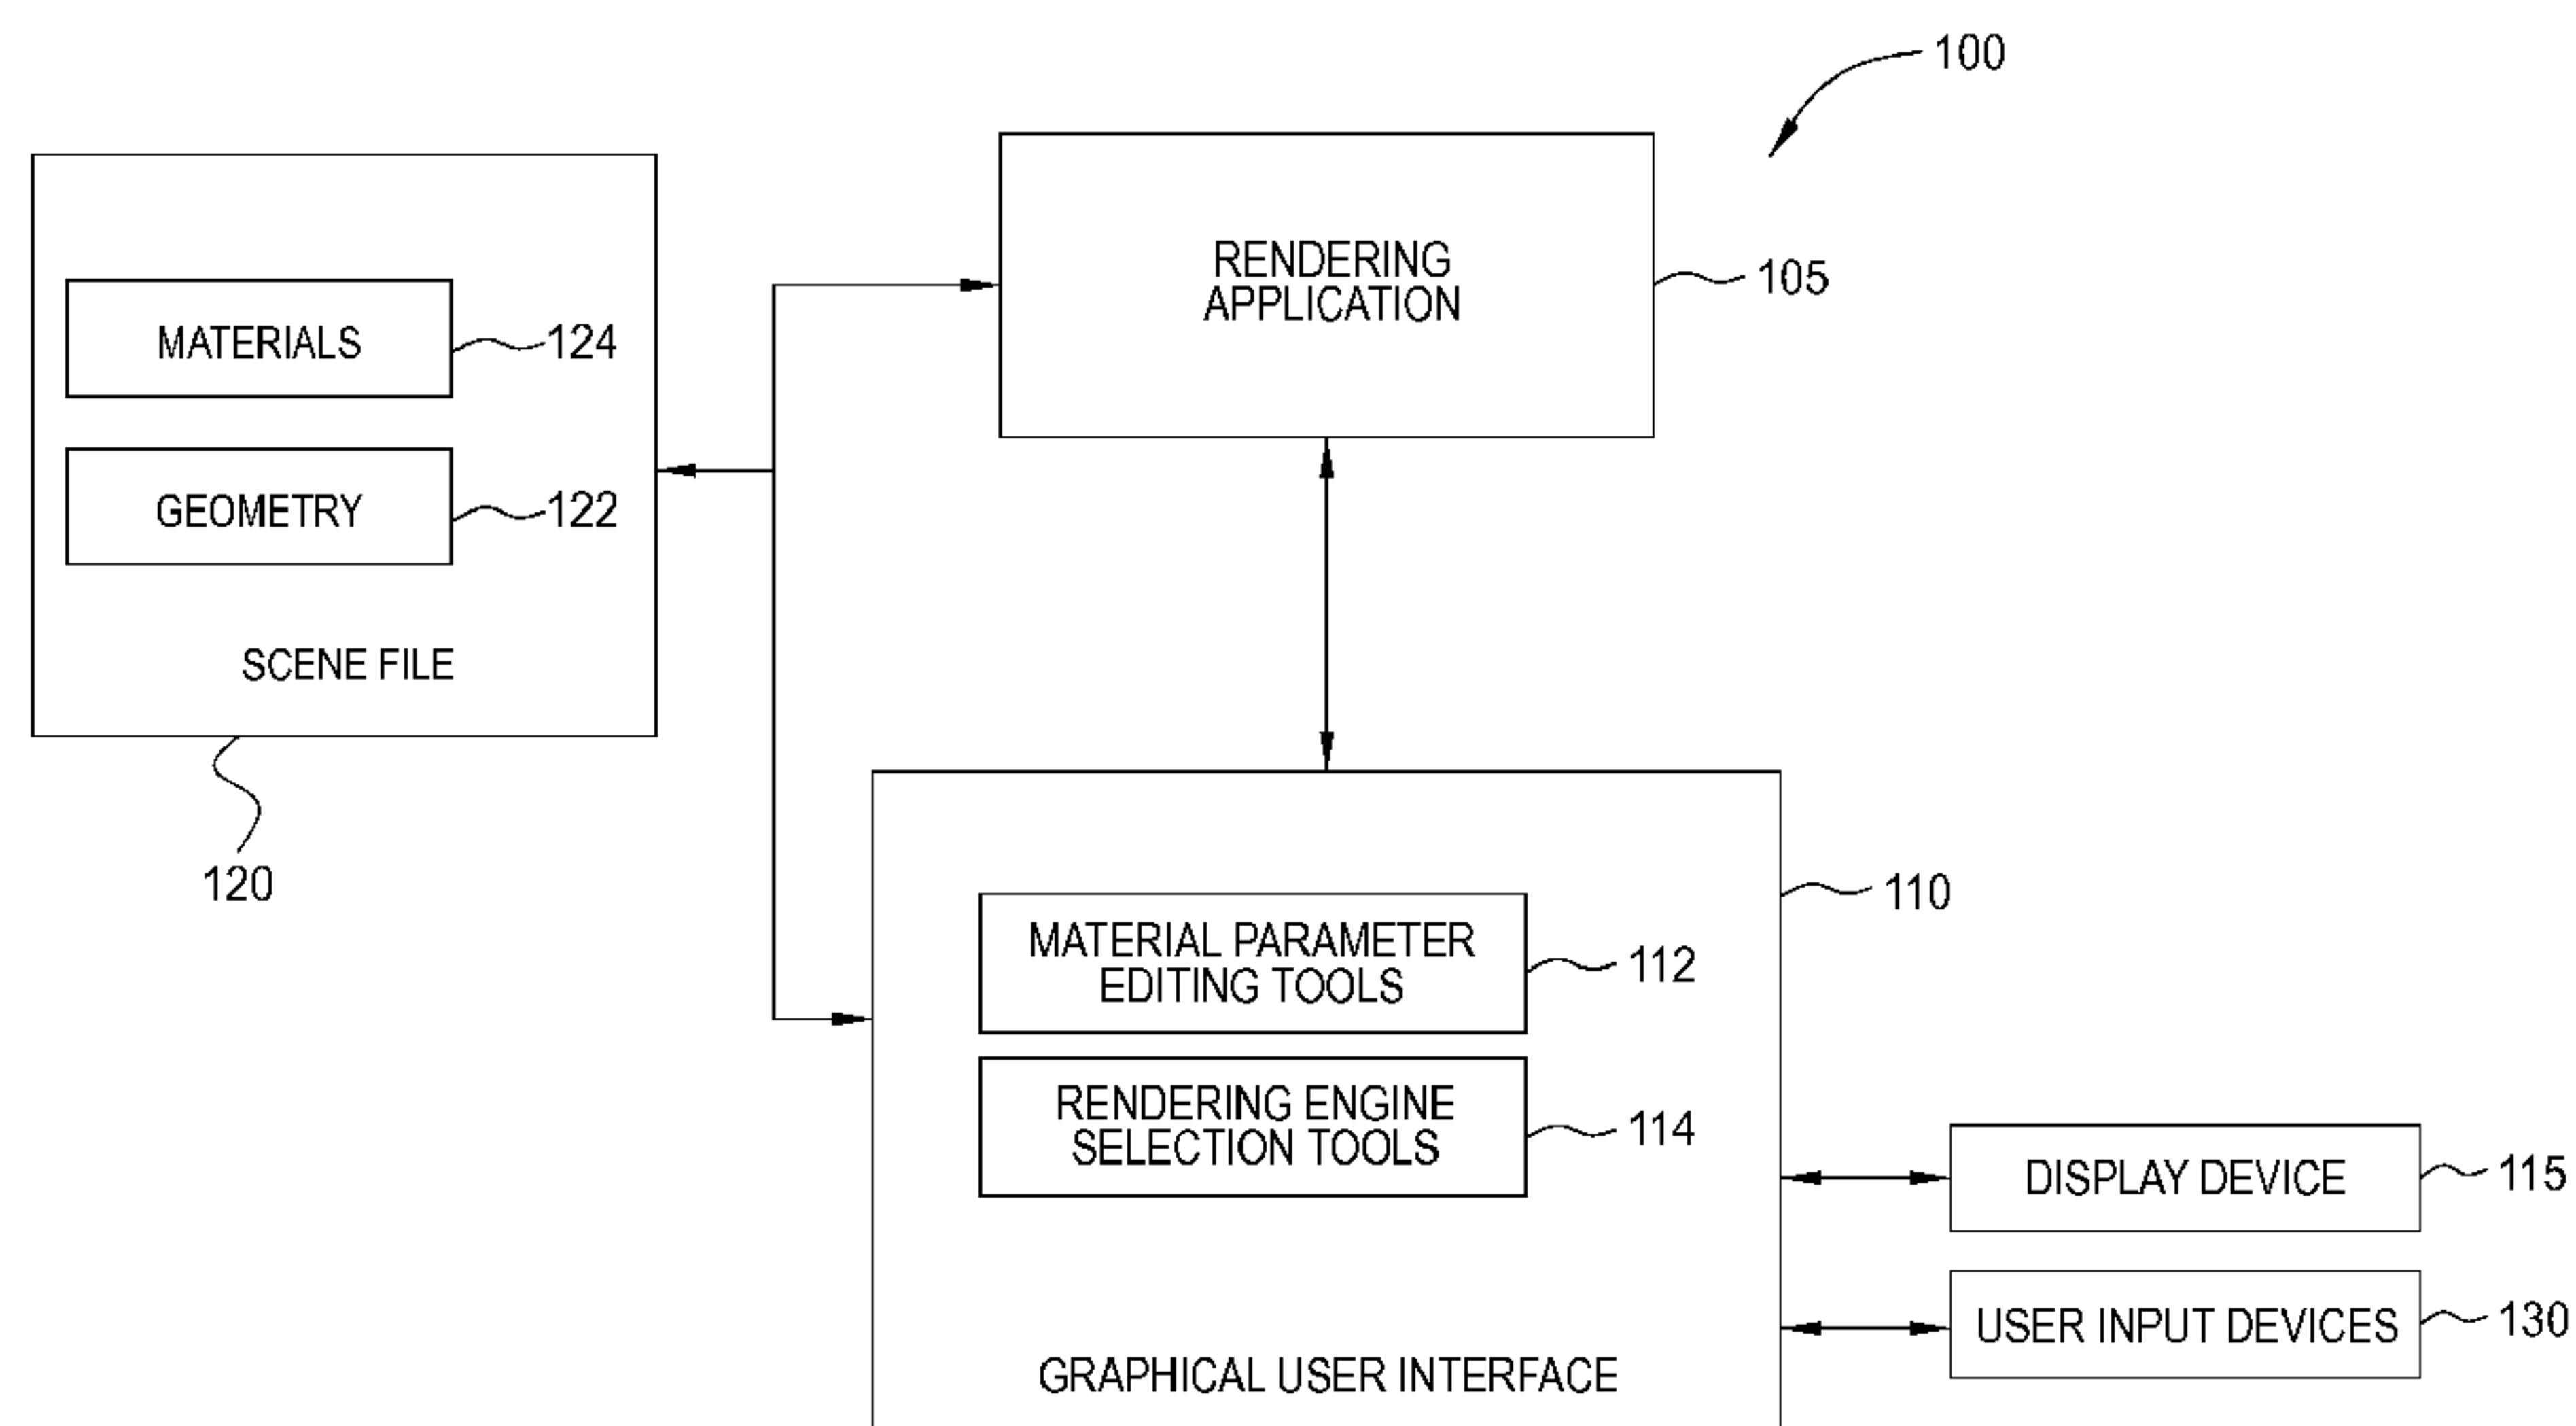 100
RENDERING
APPLICATION
105
MATERIALS
124
GEOMETRY
122
SCENE FILE
120
110
MATERIAL PARAMETER
EDITING TOOLS
112
RENDERING ENGINE
SELECTION TOOLS
114
GRAPHICAL USER INTERFACE
DISPLAY DEVICE
115
USER INPUT DEVICES
130